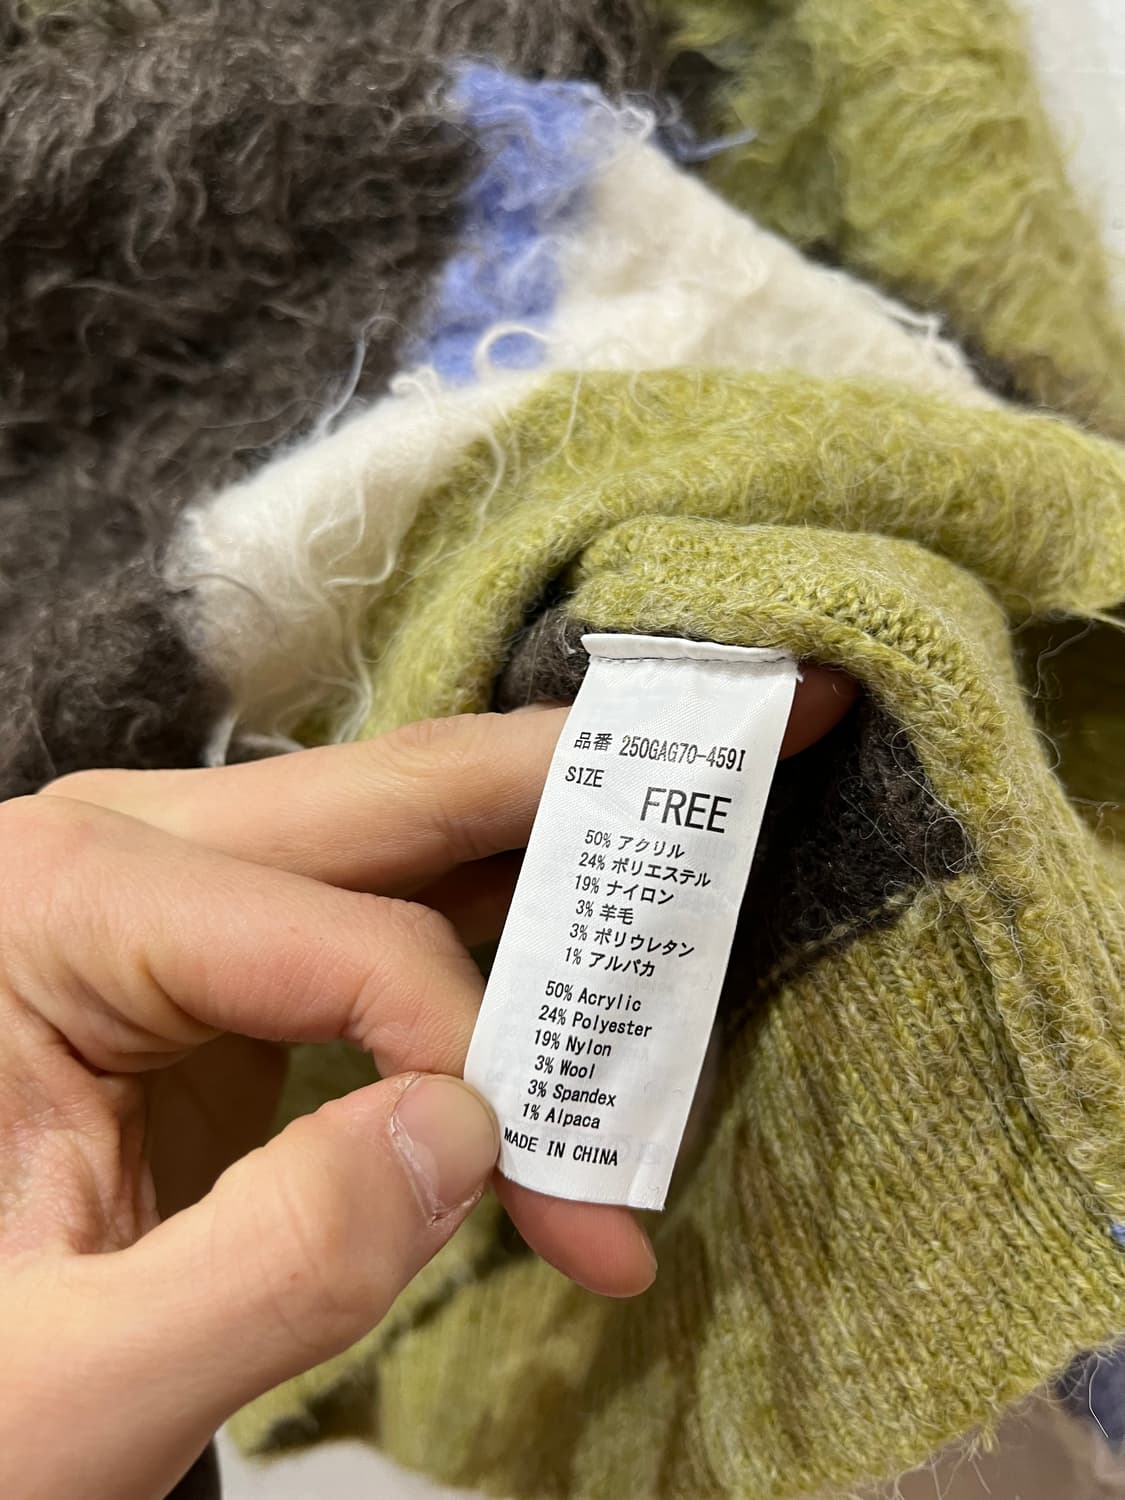 品番 250GAG70-459I
SIZE
FREE
50% アクリル
24% ポリエステル
19% ナイロン
3% 羊毛
3% ポリウレタン
1% アルパカ
50% Acrylic
24% Polyester
19% Nylon
3% Wool
3% Spandex
1% Alpaca
MADE IN CHINA